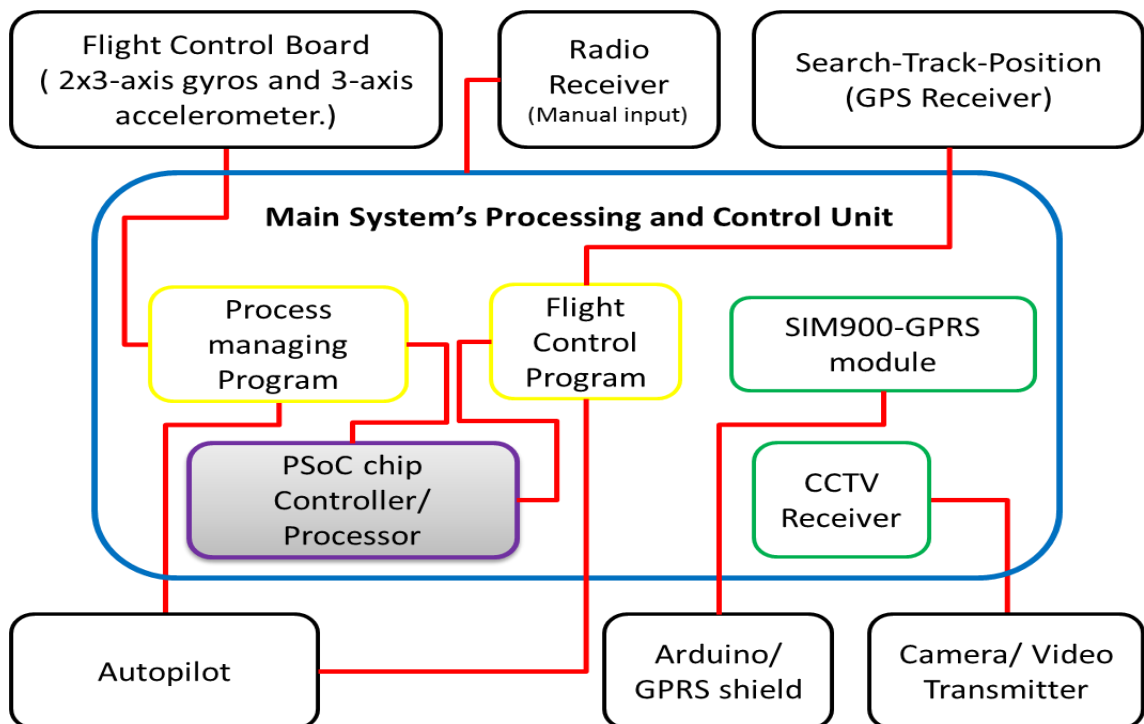 Flight Control Board
( 2x3-axis gyros and 3-axis
accelerometer.)
Radio
Receiver
(Manual input)
Search-Track-Position
(GPS Receiver)
Main System's Processing and Control Unit
Process
managing
Program
Flight
Control
Program
SIM900-GPRS
module
PSoC chip
Controller/
Processor
CCTV
Receiver
Autopilot
Arduino/
GPRS shield
Camera/ Video
Transmitter